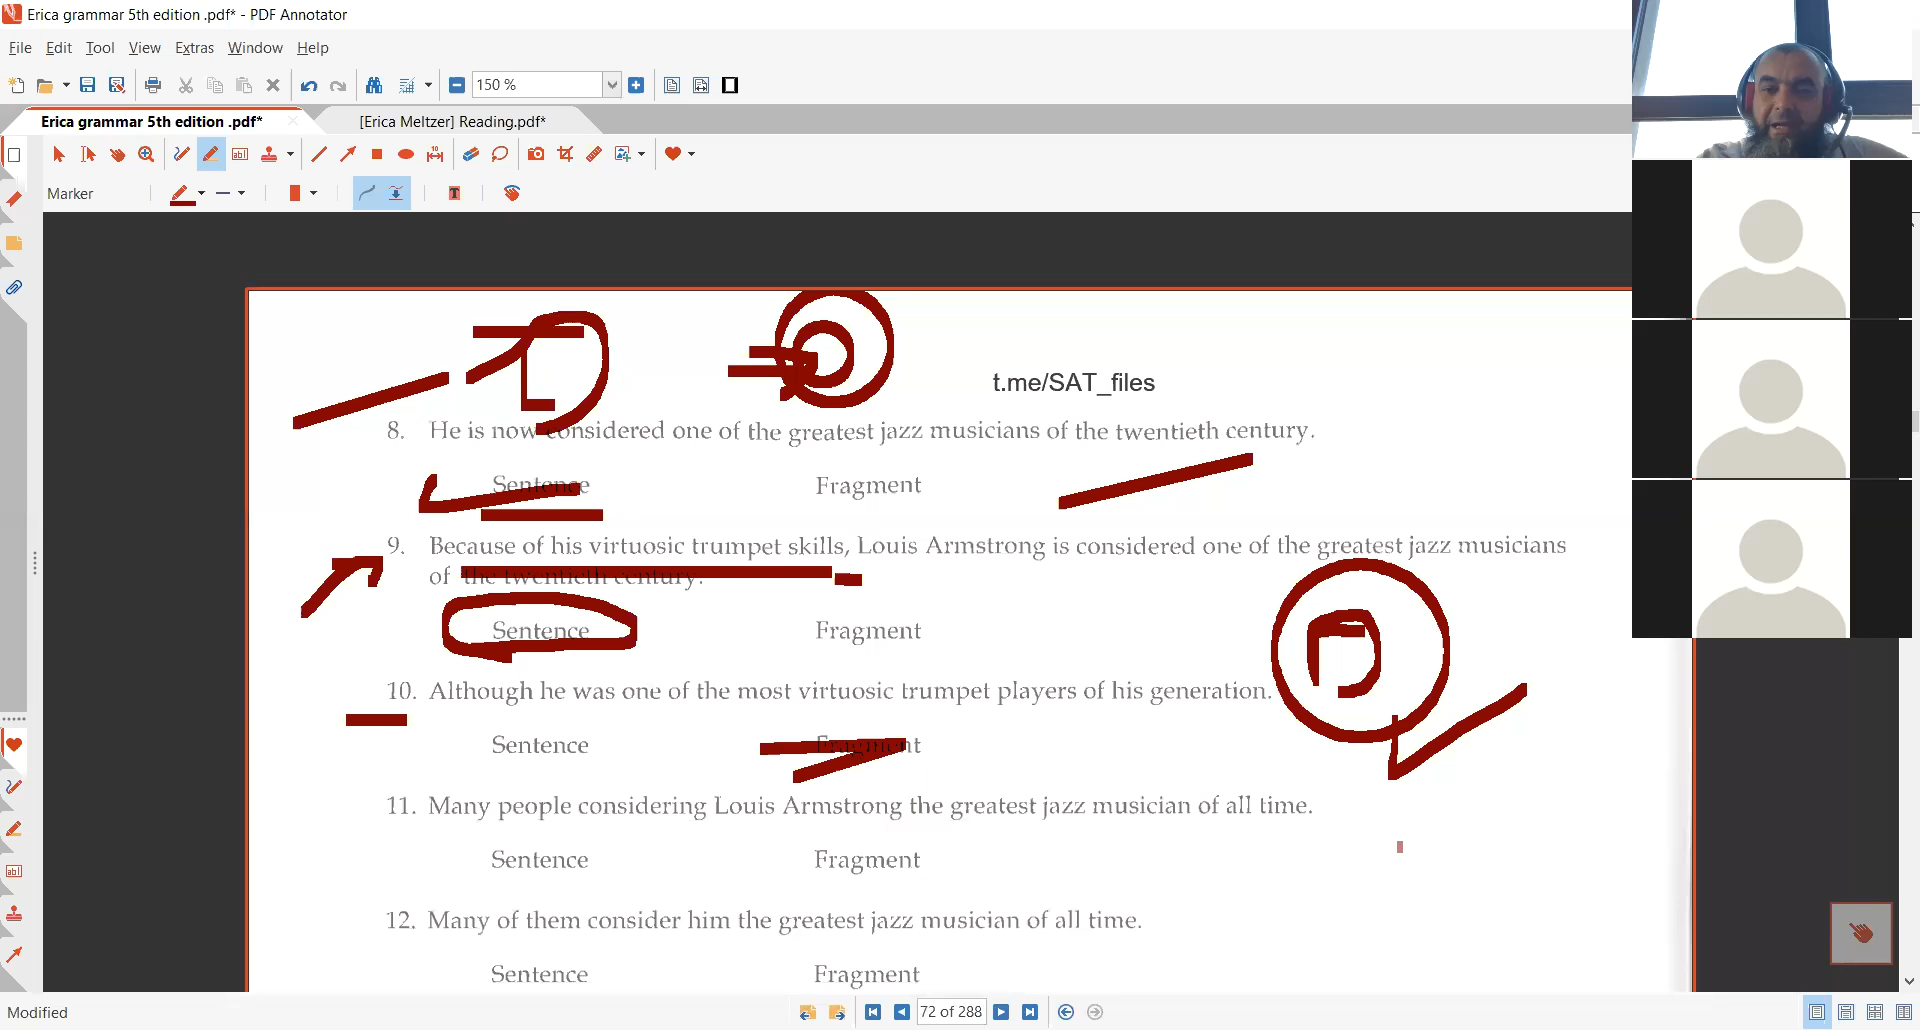 Erica grammar 5th edition .pdf* - PDF Annotator
File Edit Tool View Extras Window Help
150 %
Erica grammar 5th edition .pdf* [Erica Meltzer] Reading.pdf*
Marker
t.me/SAT_files
8. He is now considered one of the greatest jazz musicians of the twentieth century.
Sentence Fragment
9. Because of his virtuosic trumpet skills, Louis Armstrong is considered one of the greatest jazz musicians
of the twentieth century.
Sentence Fragment
10. Although he was one of the most virtuosic trumpet players of his generation.
Sentence Fragment
11. Many people considering Louis Armstrong the greatest jazz musician of all time.
Sentence Fragment
12. Many of them consider him the greatest jazz musician of all time.
Sentence Fragment
Modified 72 of 288